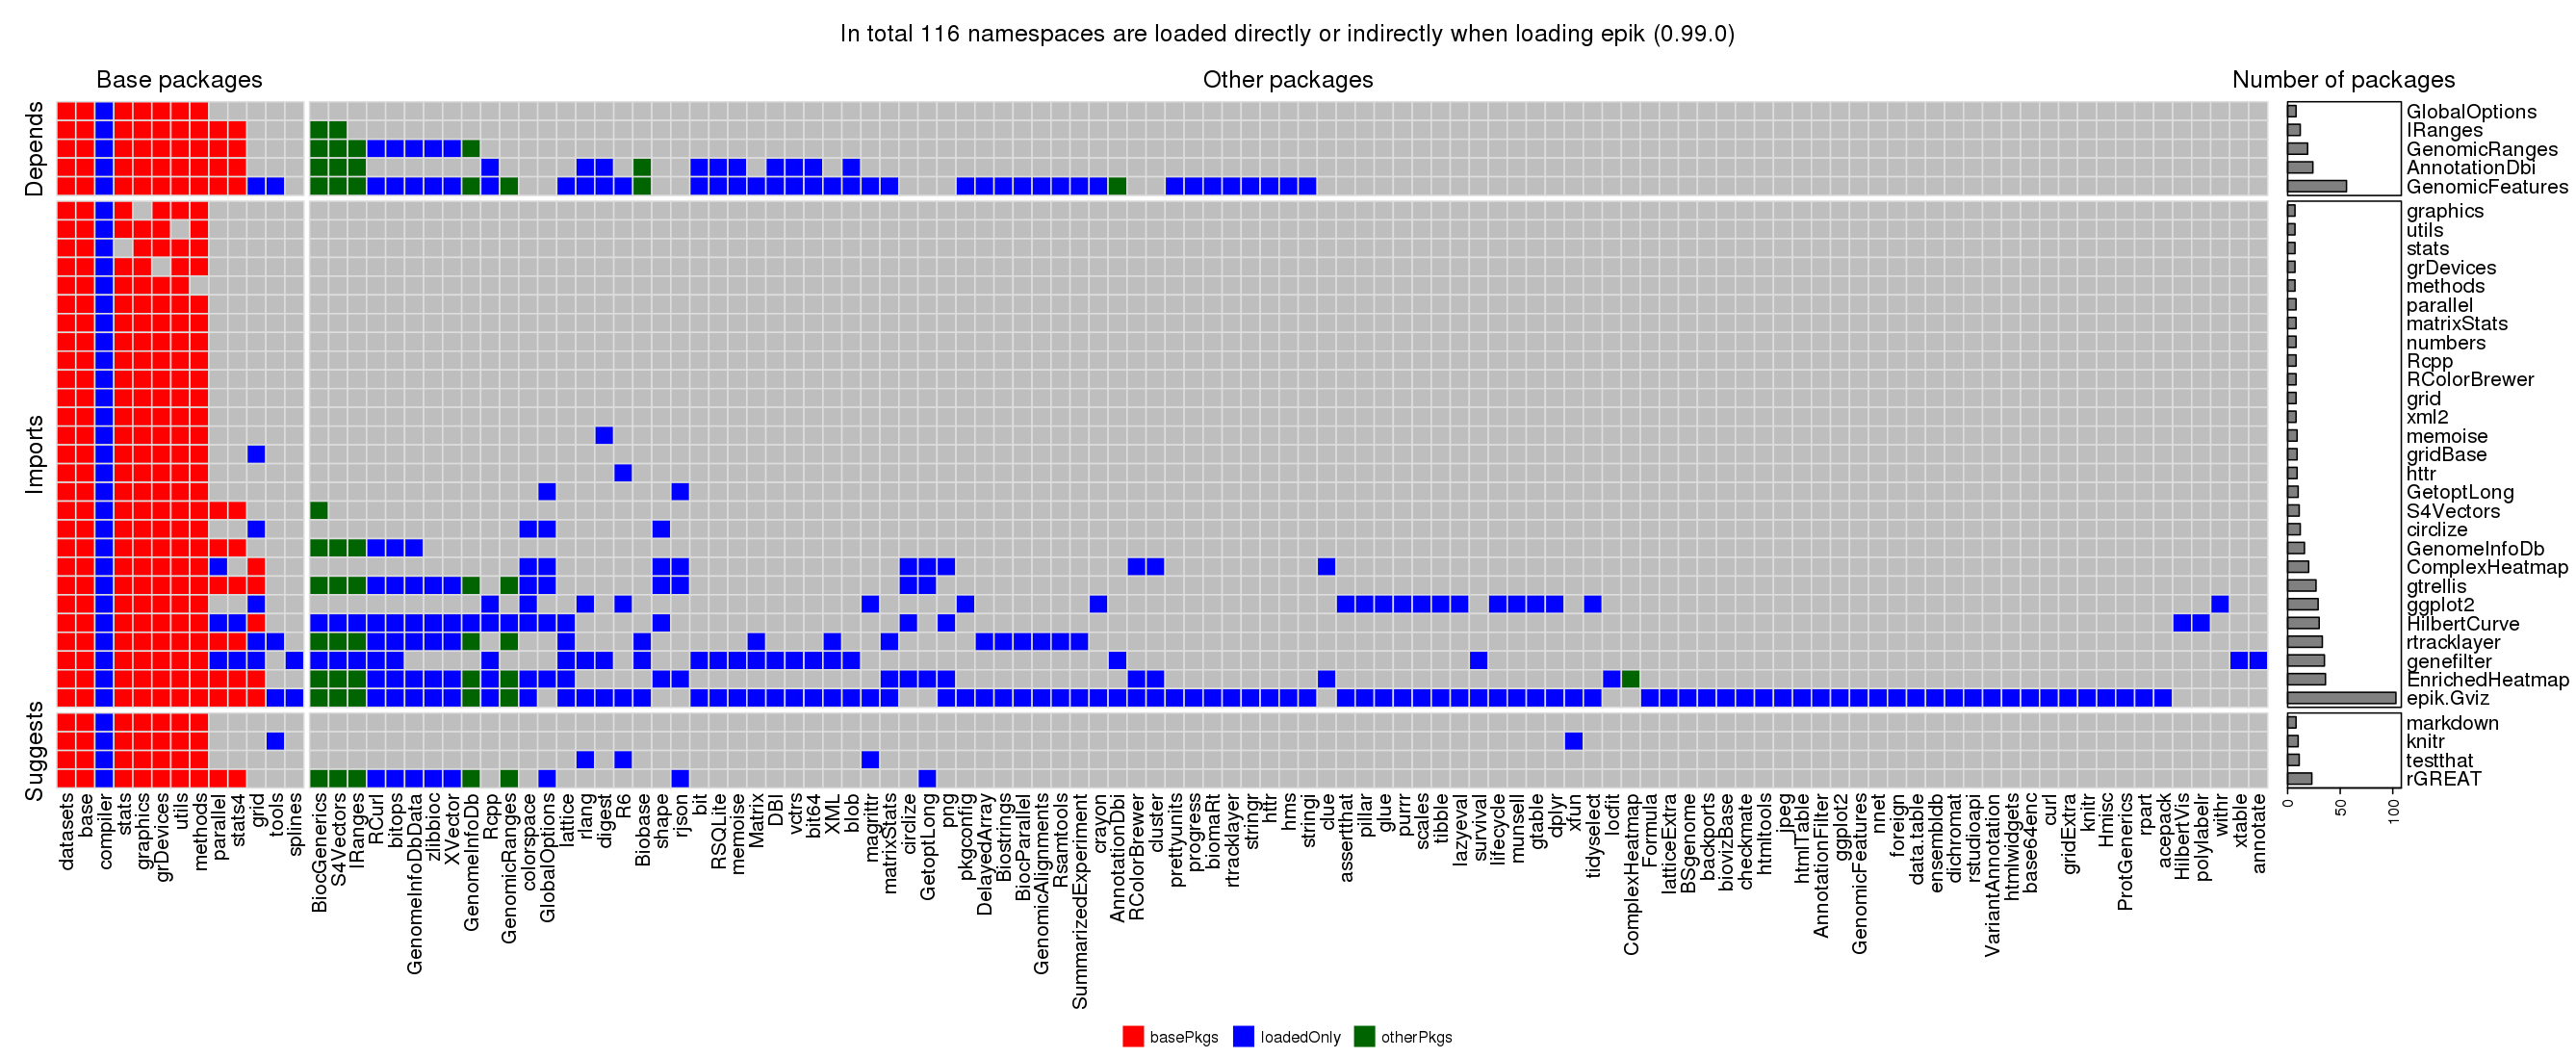 In total 116 namespaces are loaded directly or indirectly when loading epik (0.99.0)
Base packages
Other packages
Number of packages
Depends
GlobalOptions
IRanges
GenomicRanges
AnnotationDbi
GenomicFeatures
Imports
graphics
utils
stats
grDevices
methods
parallel
matrixStats
numbers
Rcpp
RColorBrewer
grid
xml2
memoise
gridBase
httr
GetoptLong
S4Vectors
circlize
GenomeInfoDb
ComplexHeatmap
gtrellis
ggplot2
HilbertCurve
rtracklayer
genefilter
EnrichedHeatmap
epik.Gviz
Suggests
markdown
knitr
testthat
rGREAT
0
50
100
datasets
base
compiler
stats
graphics
grDevices
utils
methods
parallel
stats4
grid
tools
splines
BiocGenerics
S4Vectors
IRanges
RCurl
bitops
GenomeInfoDbData
zlibbioc
XVector
GenomeInfoDb
Rcpp
GenomicRanges
colorspace
GlobalOptions
lattice
rlang
digest
R6
Biobase
shape
rjson
bit
RSQLite
memoise
Matrix
DBI
vctrs
bit64
XML
blob
magrittr
matrixStats
circlize
GetoptLong
png
pkgconfig
DelayedArray
Biostrings
BiocParallel
GenomicAlignments
Rsamtools
SummarizedExperiment
crayon
AnnotationDbi
RColorBrewer
cluster
prettyunits
progress
biomaRt
rtracklayer
stringr
httr
hms
stringi
clue
assertthat
pillar
glue
purrr
scales
tibble
lazyeval
survival
lifecycle
munsell
gtable
dplyr
xfun
tidyselect
locfit
ComplexHeatmap
Formula
latticeExtra
BSgenome
backports
biovizBase
checkmate
htmltools
jpeg
htmlTable
AnnotationFilter
ggplot2
GenomicFeatures
nnet
foreign
data.table
ensembldb
dichromat
rstudioapi
VariantAnnotation
htmlwidgets
base64enc
curl
gridExtra
knitr
Hmisc
ProtGenerics
rpart
acepack
HilbertVis
polylabelr
withr
xtable
annotate
basePkgs
loadedOnly
otherPkgs